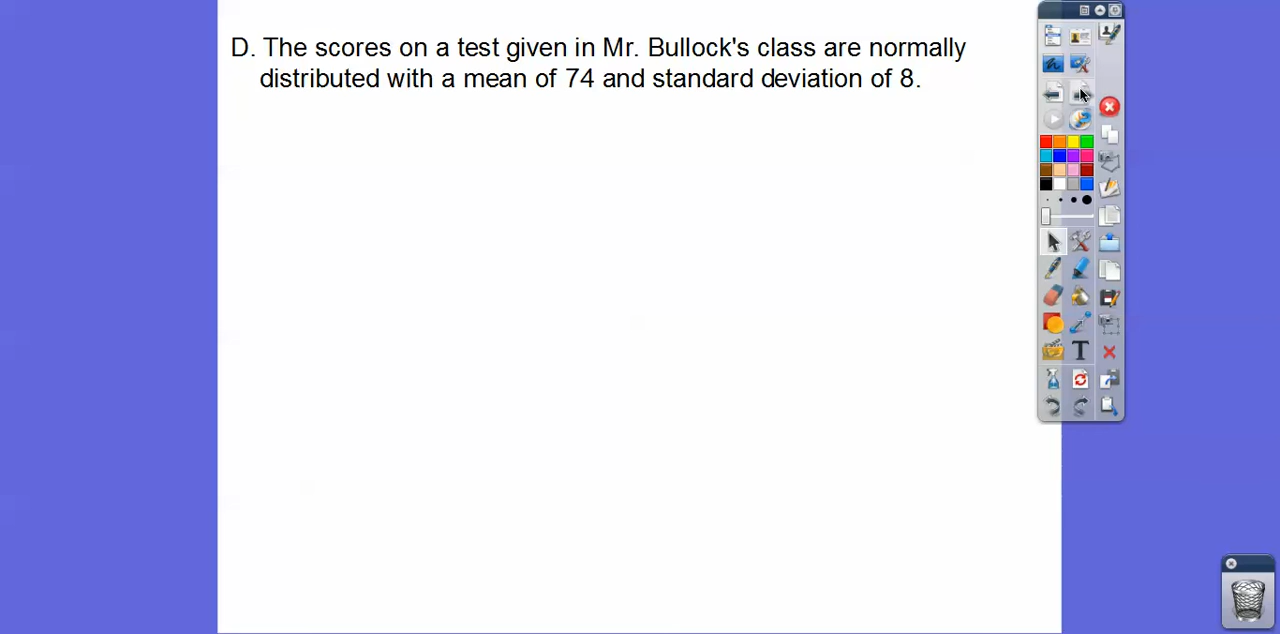 D. The scores on a test given in Mr. Bullock's class are normally
distributed with a mean of 74 and standard deviation of 8.